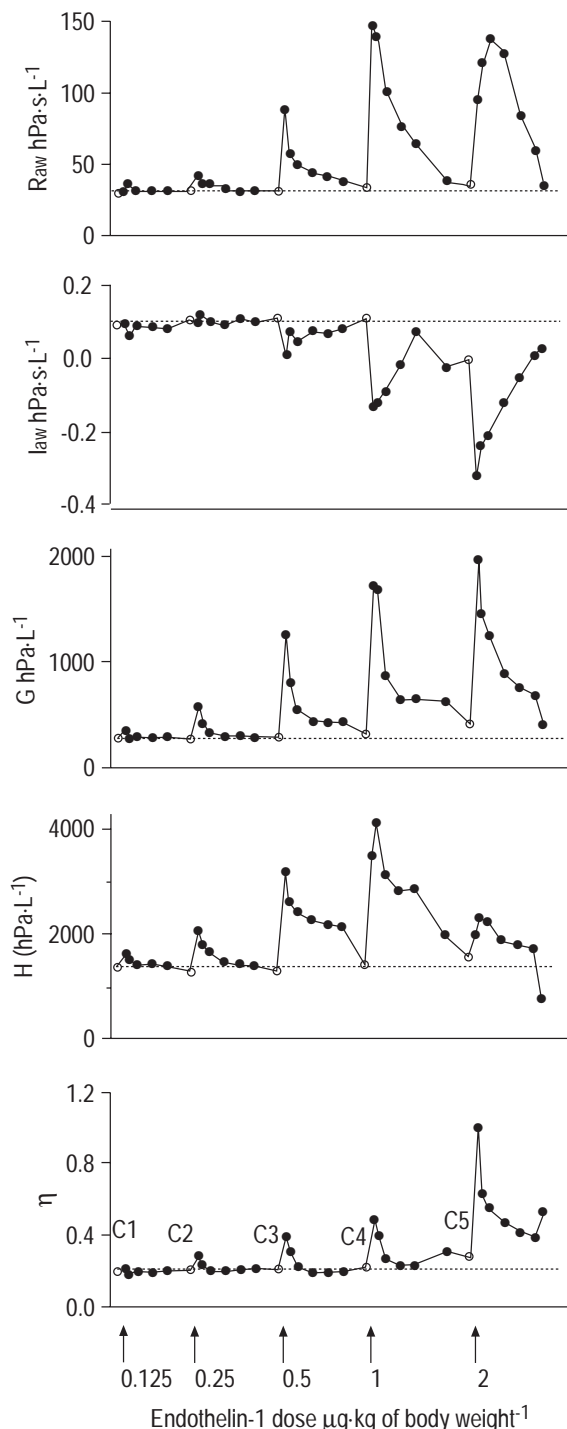 150
100
50
0
Raw hPa·s·L-1
0.2
0.0
-0.2
-0.4
Iaw hPa·s·L-1
2000
1000
0
G hPa·L-1
4000
2000
0
H (hPa·L-1)
1.2
0.8
0.4
0.0
η
C1
C2
C3
C4
C5
0.125
0.25
0.5
1
2
Endothelin-1 dose µg·kg of body weight-1